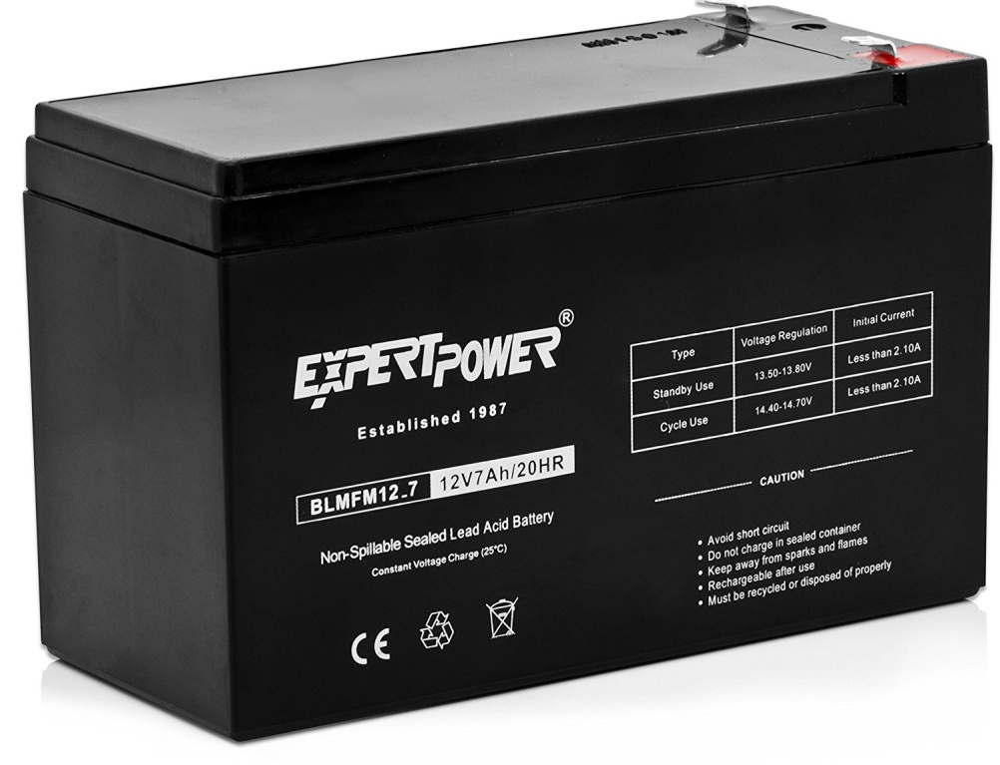 EXPERTPOWER®
Established 1987
BLMFM12_7 12V7Ah/20HR
Non-Spillable Sealed Lead Acid Battery
Constant Voltage Charge (25°C)
CE
Type Voltage Regulation Initial Current
Standby Use 13.50-13.80V Less than 2.10A
Cycle Use 14.40-14.70V Less than 2.10A
CAUTION
• Avoid short circuit
• Do not charge in sealed container
• Keep away from sparks and flames
• Rechargeable after use
• Must be recycled or disposed of properly